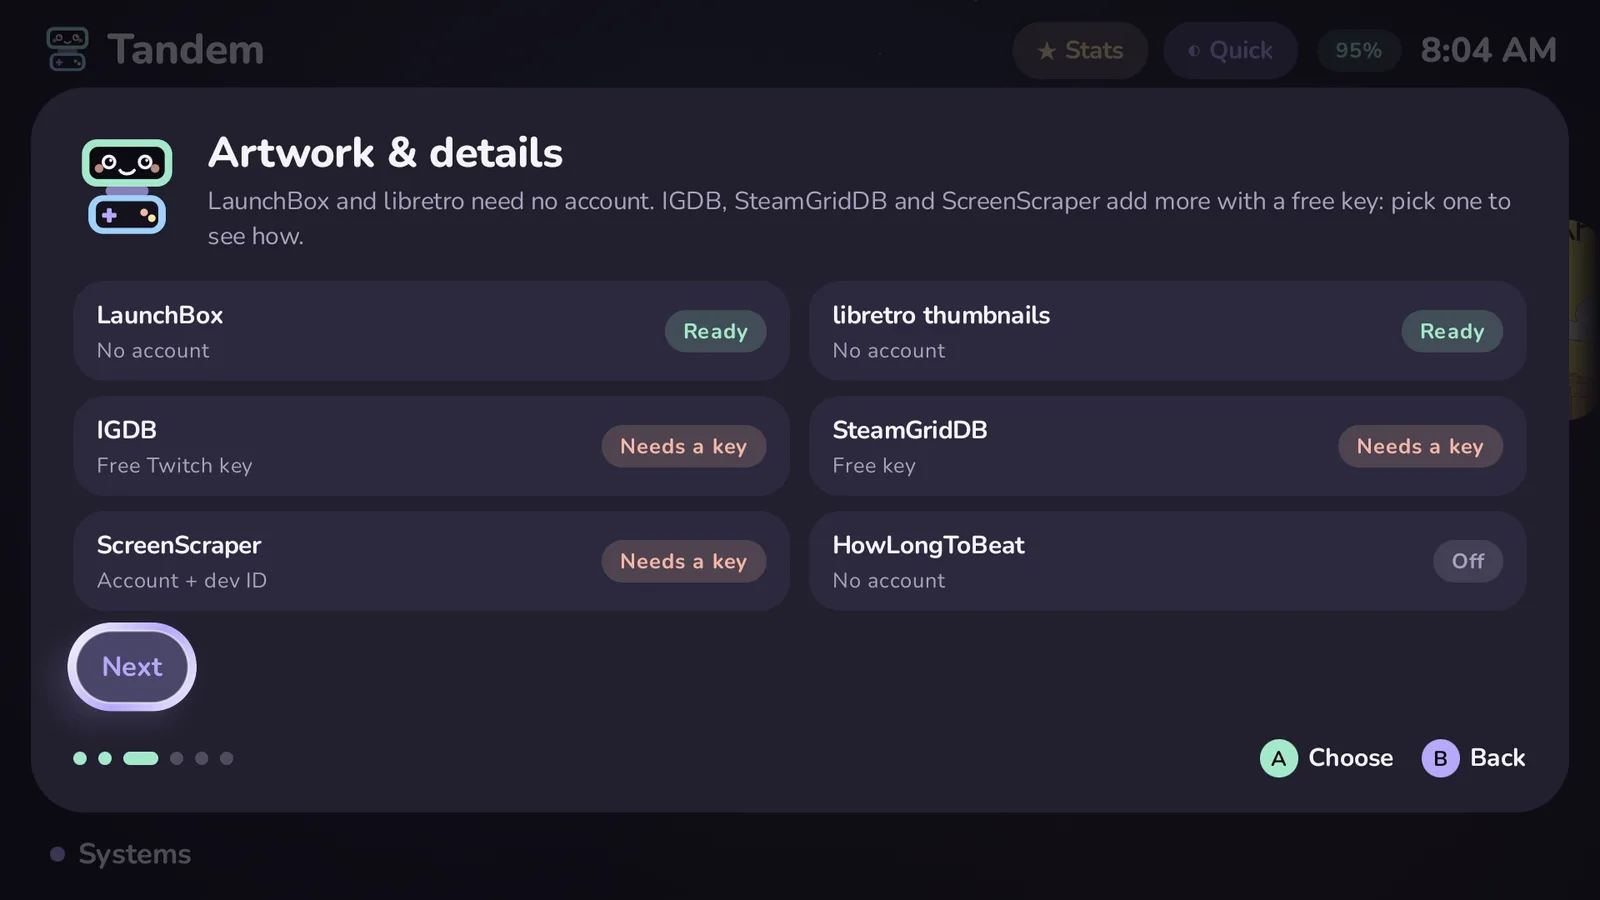 Tandem
★ Stats
Quick
95%
8:04 AM
Artwork & details
LaunchBox and libretro need no account. IGDB, SteamGridDB and ScreenScraper add more with a free key: pick one to
see how.
LaunchBox
No account
Ready
libretro thumbnails
No account
Ready
IGDB
Free Twitch key
Needs a key
SteamGridDB
Free key
Needs a key
ScreenScraper
Account + dev ID
Needs a key
HowLongToBeat
No account
Off
Next
A Choose
B Back
Systems